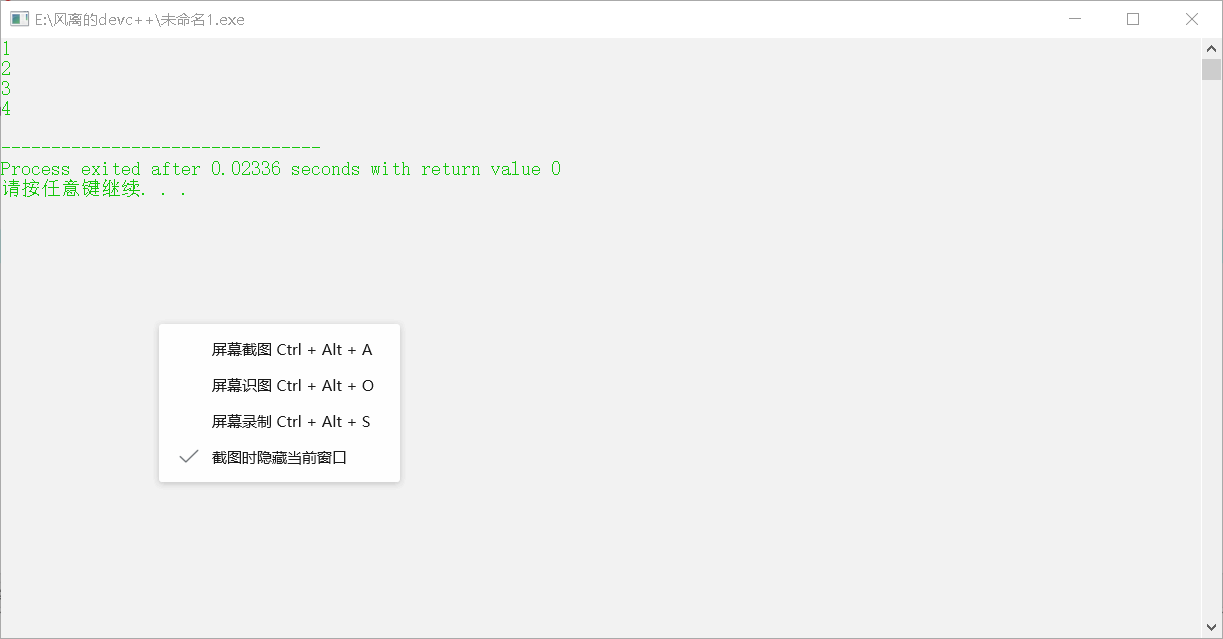 E:\风离的devc++\未命名1.exe
1
2
3
4
--------------------------------
Process exited after 0.02336 seconds with return value 0
请按任意键继续. . .
屏幕截图 Ctrl + Alt + A
屏幕识图 Ctrl + Alt + O
屏幕录制 Ctrl + Alt + S
截图时隐藏当前窗口